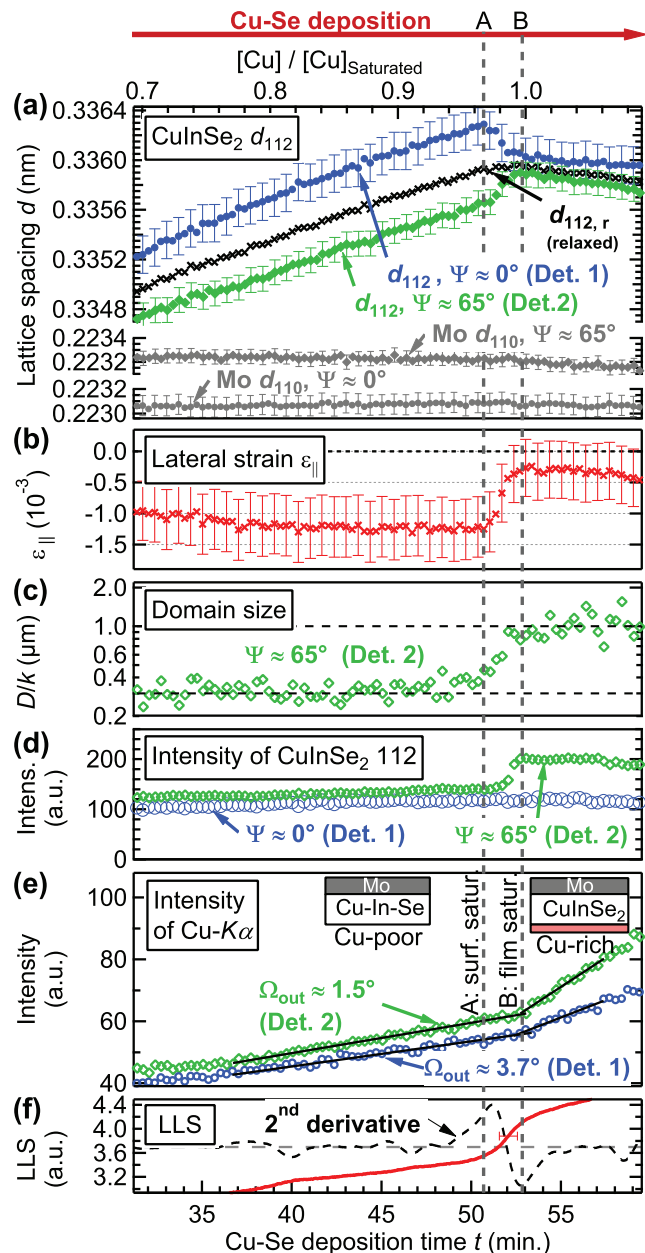 Cu-Se deposition A B
[Cu] / [Cu]Saturated
0.7 0.8 0.9 1.0
(a)
0.3364
0.3360
0.3356
0.3352
0.3348
Lattice spacing d (nm)
CuInSe2 d112
d112, r
(relaxed)
d112 , Ψ ≈ 0° (Det. 1)
d112, Ψ ≈ 65° (Det.2)
0.2234
0.2232
0.2230
Mo d110, Ψ ≈ 65°
Mo d110, Ψ ≈ 0°
(b)
0.0
-0.5
-1.0
-1.5
ε|| (10-3)
Lateral strain ε||
(c)
2.0
1.0
0.6
0.4
0.2
D/k (μm)
Domain size
Ψ ≈ 65° (Det. 2)
(d)
200
100
0
Intens.
(a.u.)
Intensity of CuInSe2 112
Ψ ≈ 0° (Det. 1)
Ψ ≈ 65° (Det. 2)
(e)
100
80
60
40
Intensity
(a.u.)
Intensity
of Cu-Kα
Mo
Cu-In-Se
Cu-poor
A: surf. satur.
B: film satur.
Mo
CuInSe2
Cu-rich
Ωout ≈ 1.5°
(Det. 2)
Ωout ≈ 3.7° (Det. 1)
(f)
4.4
4.0
3.6
3.2
LLS
(a.u.)
LLS
2nd derivative
35 40 45 50 55
Cu-Se deposition time t (min.)